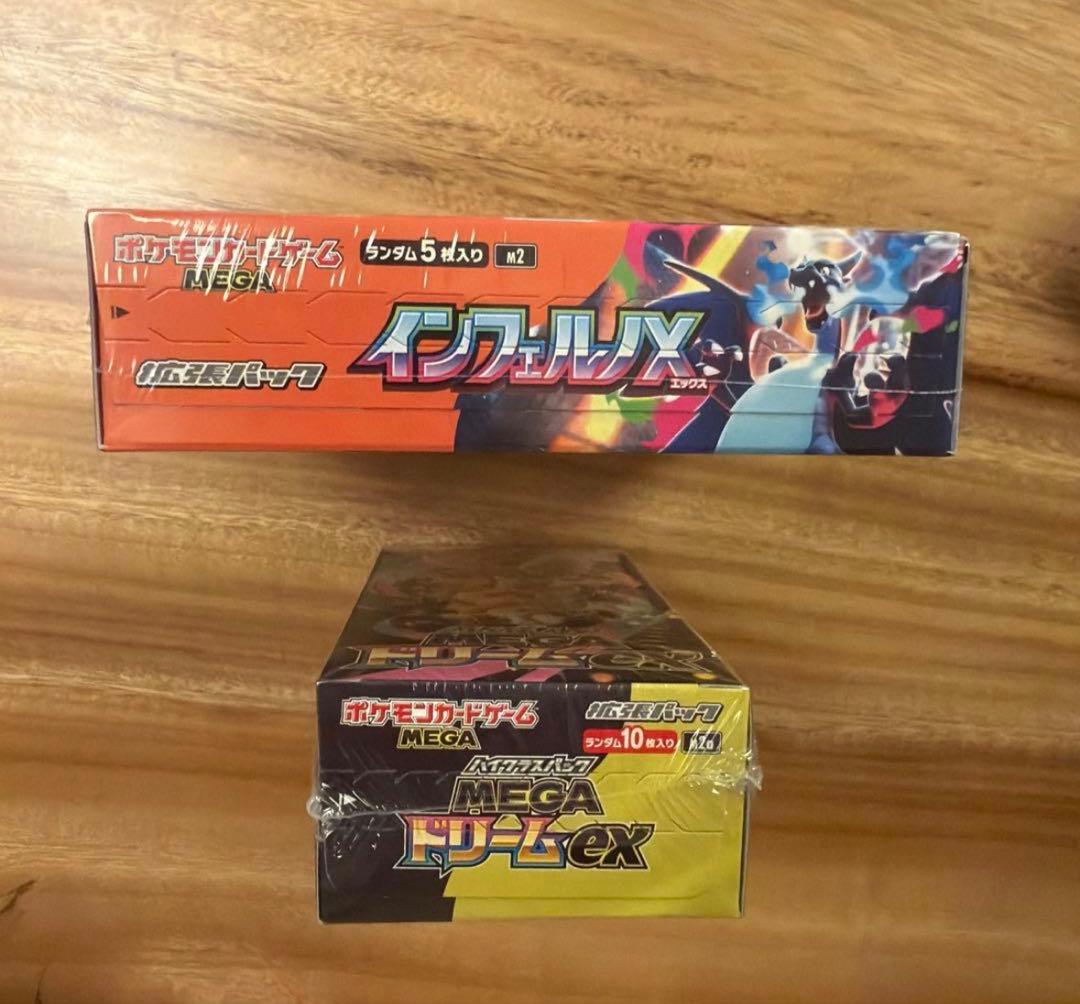 ポケモンカードゲーム
MEGA
ランダム5枚入り
M2
インフェルノX
エックス
拡張パック
MEGA
ドリームex
ポケモンカードゲーム
MEGA
拡張パック
ランダム10枚入り
M2a
ハイクラスパック
MEGA
ドリームex